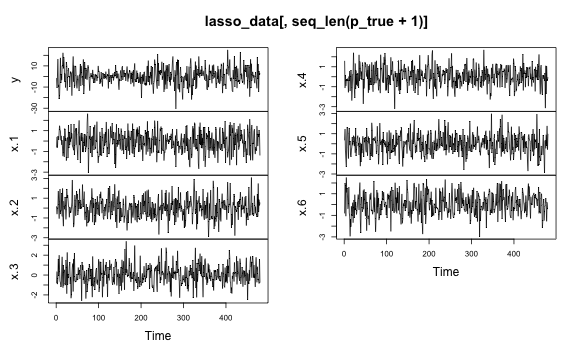 lasso_data[, seq_len(p_true + 1)]
y
-30 -10 10
x.1
-3 -1 1 3
x.2
-3 -1 1
x.3
-2 0 2
0 100 200 300 400
Time
x.4
-3 -1 1
x.5
-3 -1 1 3
x.6
-3 -1 1
0 100 200 300 400
Time